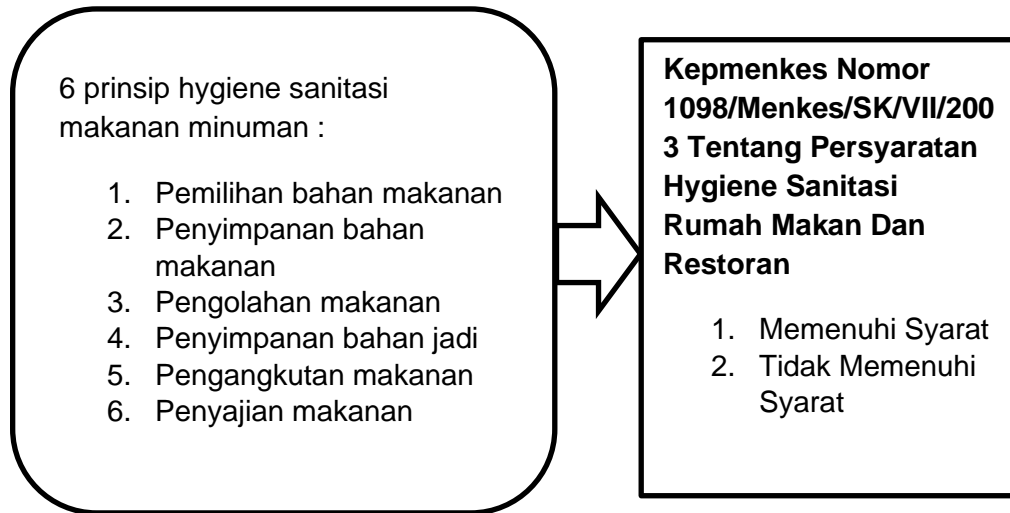 6 prinsip hygiene sanitasi
makanan minuman :
1. Pemilihan bahan makanan
2. Penyimpanan bahan
makanan
3. Pengolahan makanan
4. Penyimpanan bahan jadi
5. Pengangkutan makanan
6. Penyajian makanan
Kepmenkes Nomor
1098/Menkes/SK/VII/200
3 Tentang Persyaratan
Hygiene Sanitasi
Rumah Makan Dan
Restoran
1. Memenuhi Syarat
2. Tidak Memenuhi
Syarat